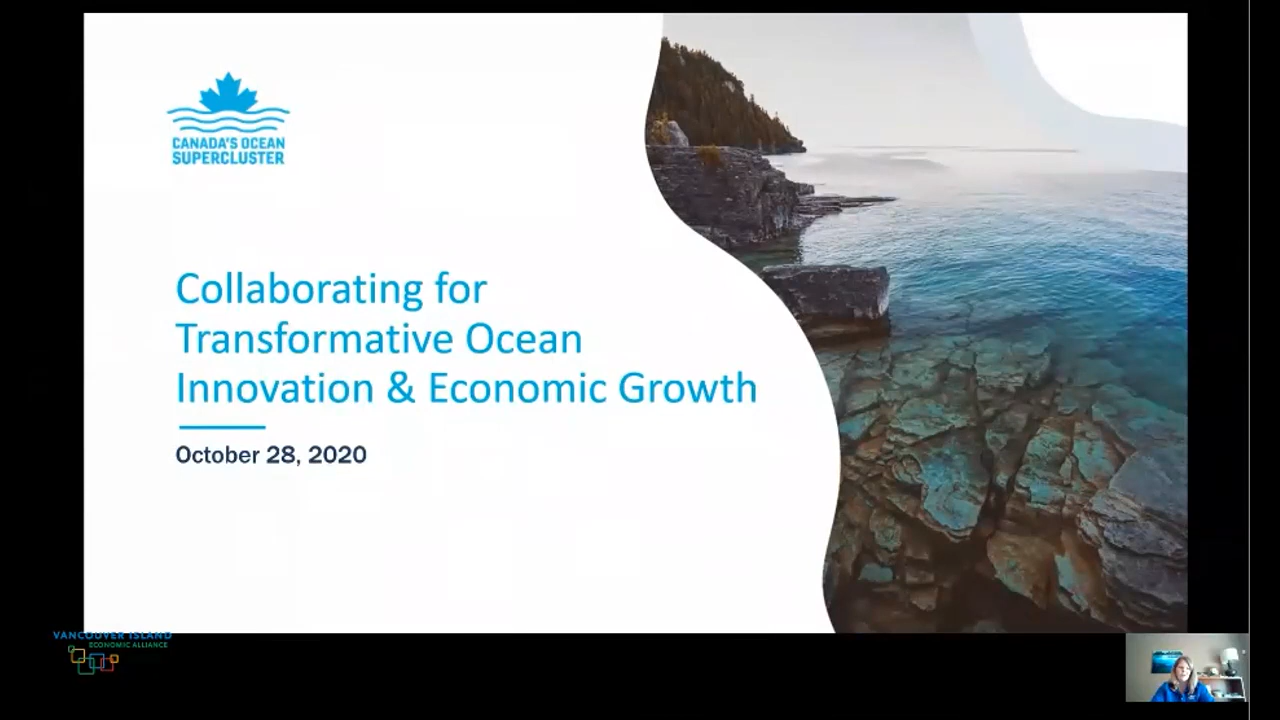 CANADA'S OCEAN
SUPERCLUSTER
Collaborating for
Transformative Ocean
Innovation & Economic Growth
October 28, 2020
VANCOUVER ISLAND
ECONOMIC ALLIANCE